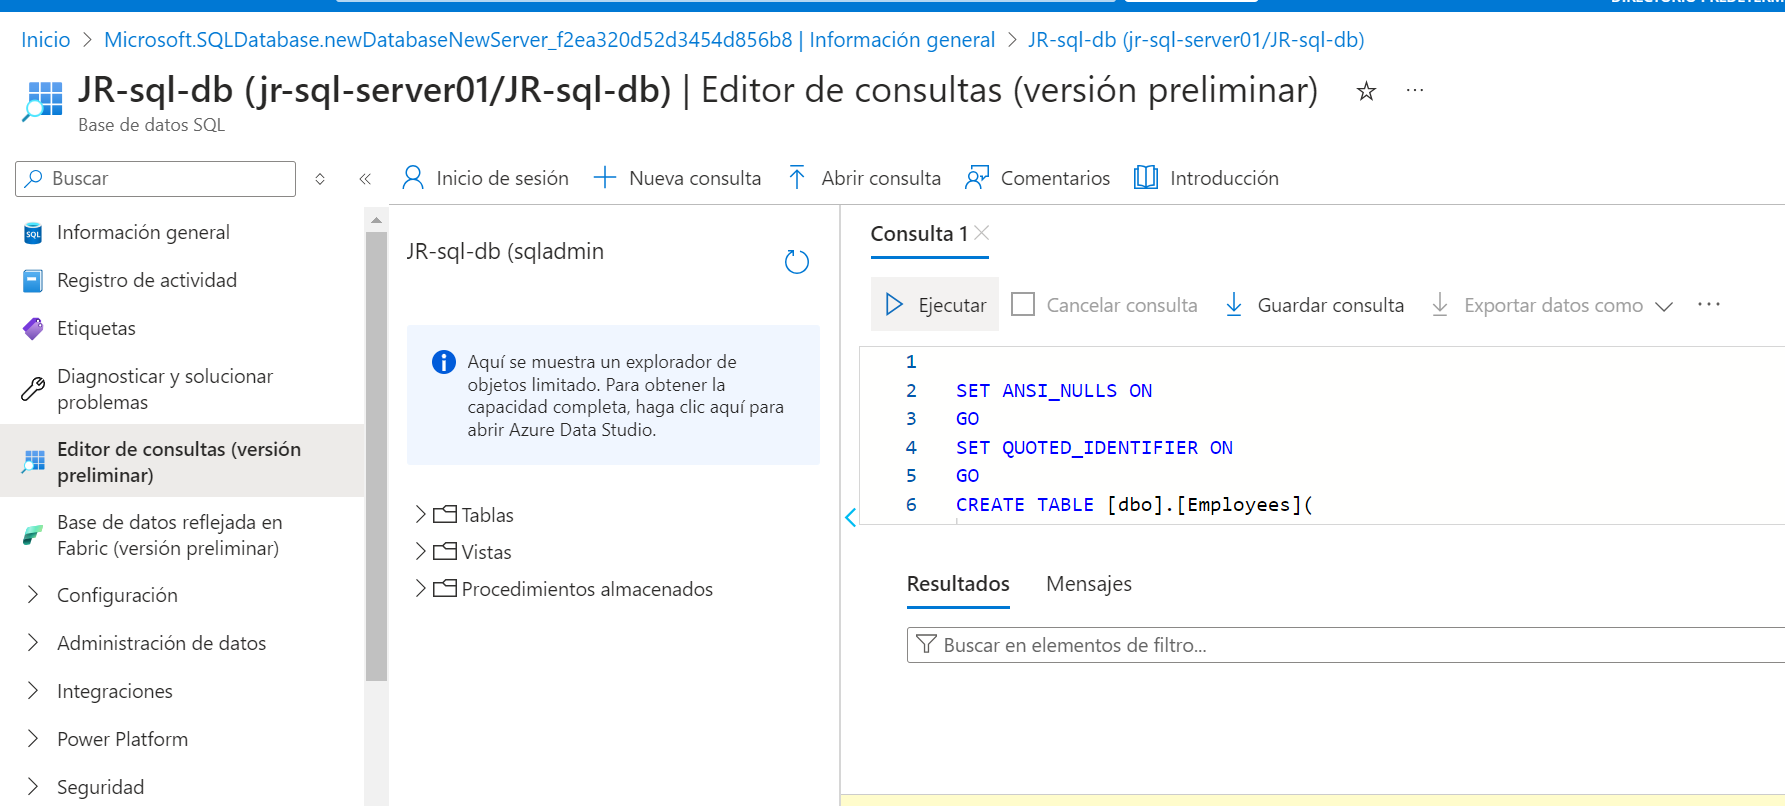 Inicio > Microsoft.SQLDatabase.newDatabaseNewServer_f2ea320d52d3454d856b8 | Información general > JR-sql-db (jr-sql-server01/JR-sql-db)
JR-sql-db (jr-sql-server01/JR-sql-db) | Editor de consultas (versión preliminar)
Base de datos SQL
Buscar
Información general
Registro de actividad
Etiquetas
Diagnosticar y solucionar
problemas
Editor de consultas (versión
preliminar)
Base de datos reflejada en
Fabric (versión preliminar)
Configuración
Administración de datos
Integraciones
Power Platform
Seguridad
Inicio de sesión
Nueva consulta
Abrir consulta
Comentarios
Introducción
JR-sql-db (sqladmin
Aquí se muestra un explorador de
objetos limitado. Para obtener la
capacidad completa, haga clic aquí para
abrir Azure Data Studio.
Tablas
Vistas
Procedimientos almacenados
Consulta 1
Ejecutar
Cancelar consulta
Guardar consulta
Exportar datos como
1
2 SET ANSI_NULLS ON
3 GO
4 SET QUOTED_IDENTIFIER ON
5 GO
6 CREATE TABLE [dbo].[Employees](
Resultados
Mensajes
Buscar en elementos de filtro...